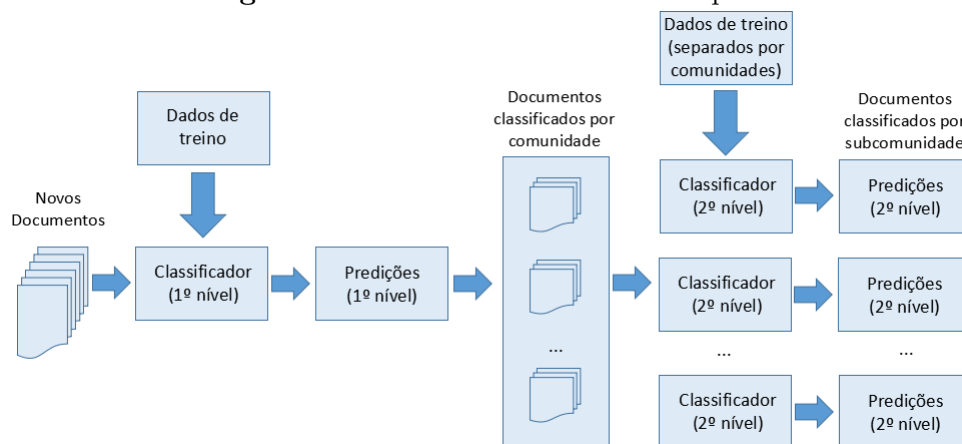 Dados de treino
(separados por
comunidades)
Dados de
treino
Documentos
classificados por
comunidade
Documentos
classificados por
subcomunidade
Novos
Documentos
Classificador
(1º nível)
Predições
(1º nível)
...
Classificador
(2º nível)
Predições
(2º nível)
Classificador
(2º nível)
Predições
(2º nível)
...
...
Classificador
(2º nível)
Predições
(2º nível)